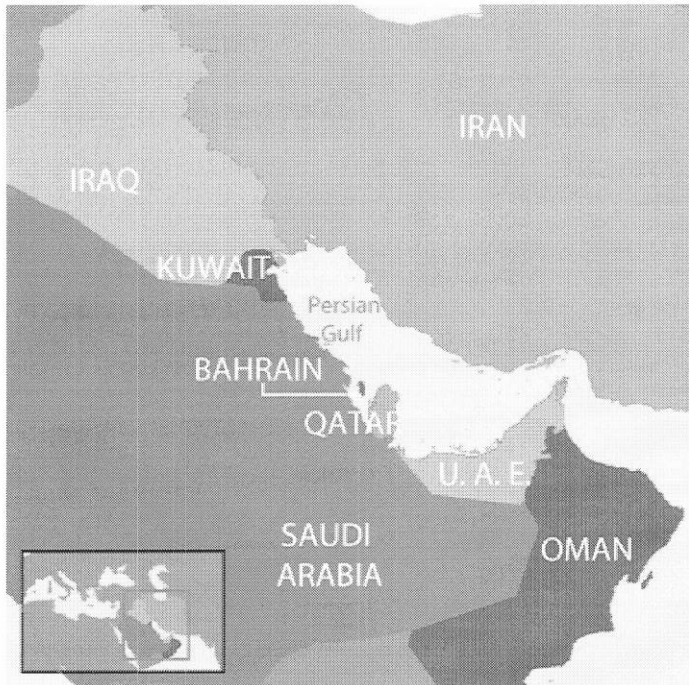 IRAN
IRAQ
KUWAIT
Persian
Gulf
BAHRAIN
QATAR
U. A. E.
SAUDI
ARABIA
OMAN